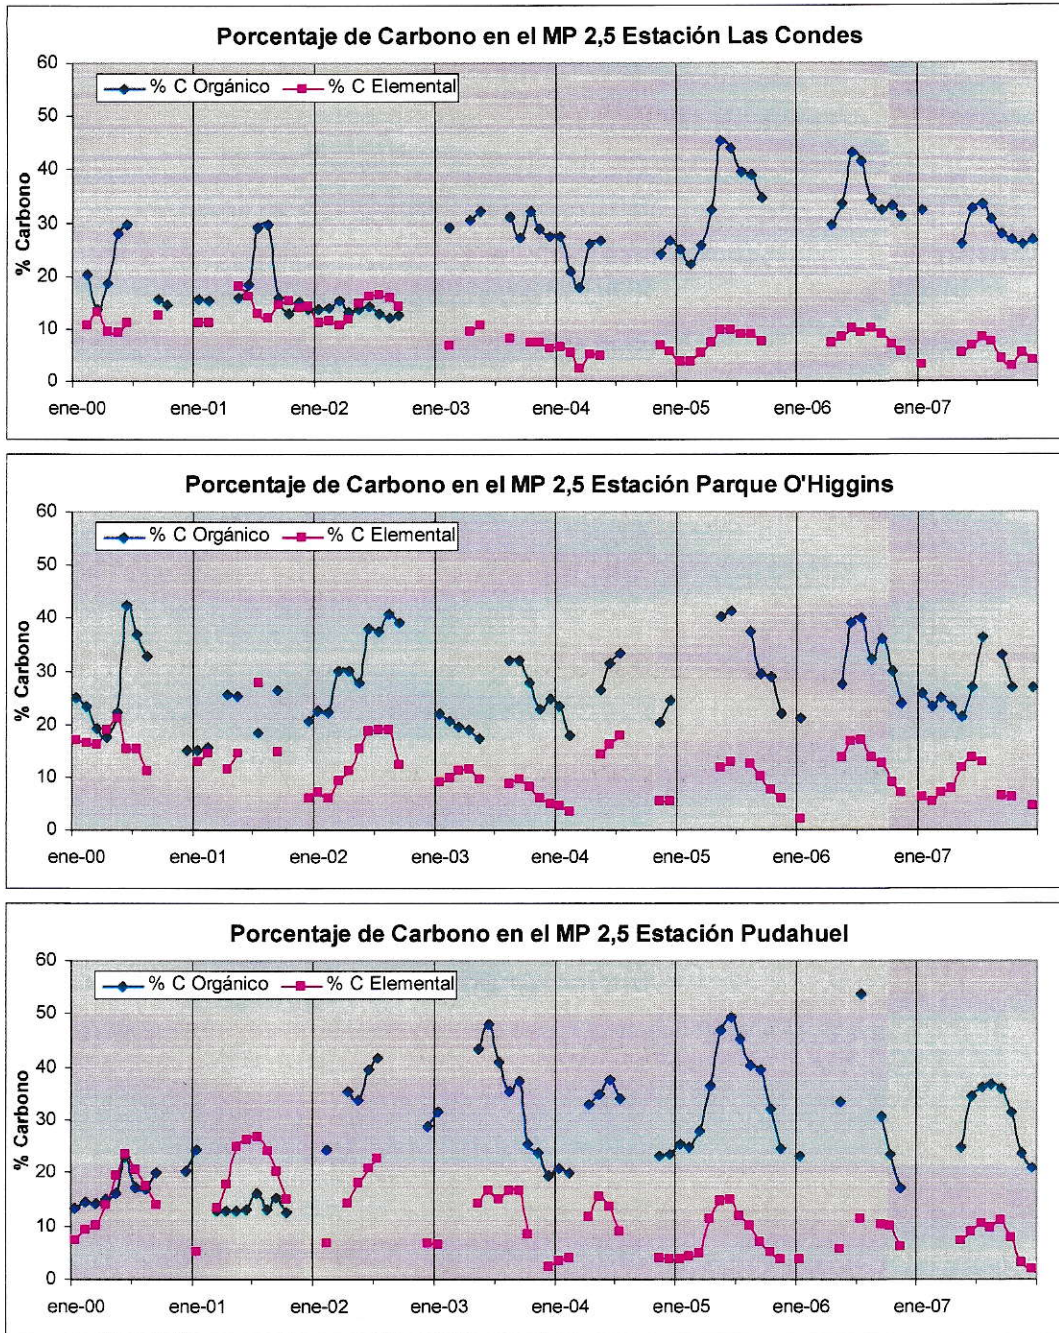 Porcentaje de Carbono en el MP 2,5 Estación Las Condes
% C Orgánico % C Elemental
% Carbono
60
50
40
30
20
10
0
ene-00 ene-01 ene-02 ene-03 ene-04 ene-05 ene-06 ene-07
Porcentaje de Carbono en el MP 2,5 Estación Parque O'Higgins
% C Orgánico % C Elemental
% Carbono
60
50
40
30
20
10
0
ene-00 ene-01 ene-02 ene-03 ene-04 ene-05 ene-06 ene-07
Porcentaje de Carbono en el MP 2,5 Estación Pudahuel
% C Orgánico % C Elemental
% Carbono
60
50
40
30
20
10
0
ene-00 ene-01 ene-02 ene-03 ene-04 ene-05 ene-06 ene-07